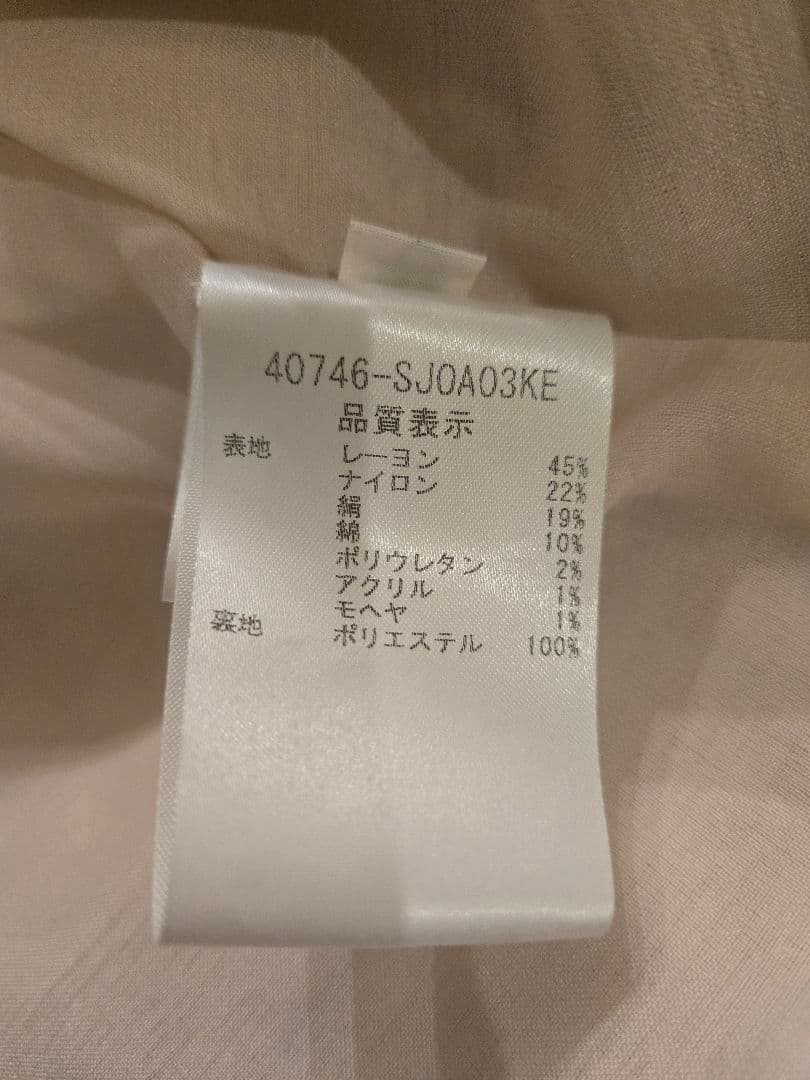 40746-SJ0A03KE
品質表示
表地 レーヨン 45%
ナイロン 22%
絹 19%
綿 10%
ポリウレタン 2%
アクリル 1%
モヘヤ 1%
裏地 ポリエステル 100%